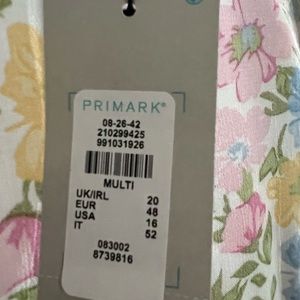 PRIMARK®
08-26-42
210299425
991031926
MULTI
UK/IRL 20
EUR 48
USA 16
IT 52
083002
8739816